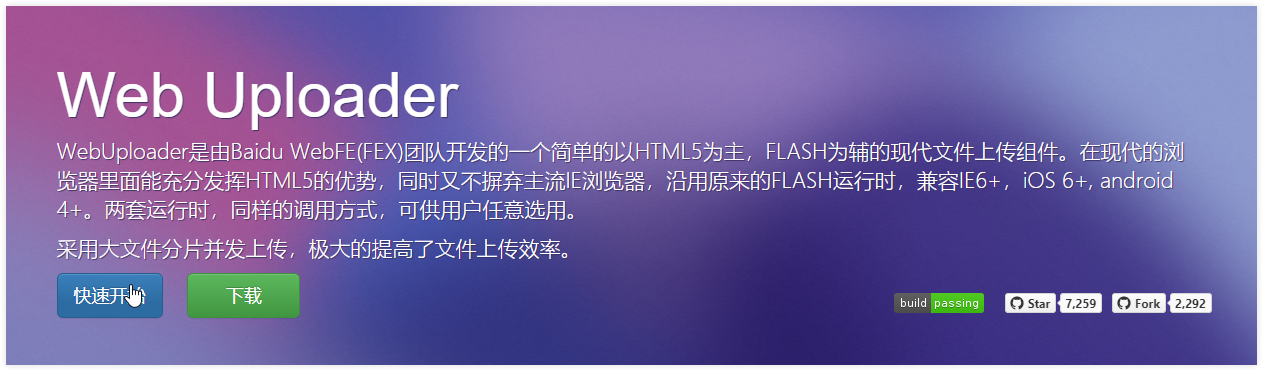 Web Uploader
WebUploader是由Baidu WebFE(FEX)团队开发的一个简单的以HTML5为主，FLASH为辅的现代文件上传组件。在现代的浏
览器里面能充分发挥HTML5的优势，同时又不摒弃主流IE浏览器，沿用原来的FLASH运行时，兼容IE6+，iOS 6+, android
4+。两套运行时，同样的调用方式，可供用户任意选用。
采用大文件分片并发上传，极大的提高了文件上传效率。
快速开始 下载
build passing Star 7,259 Fork 2,292